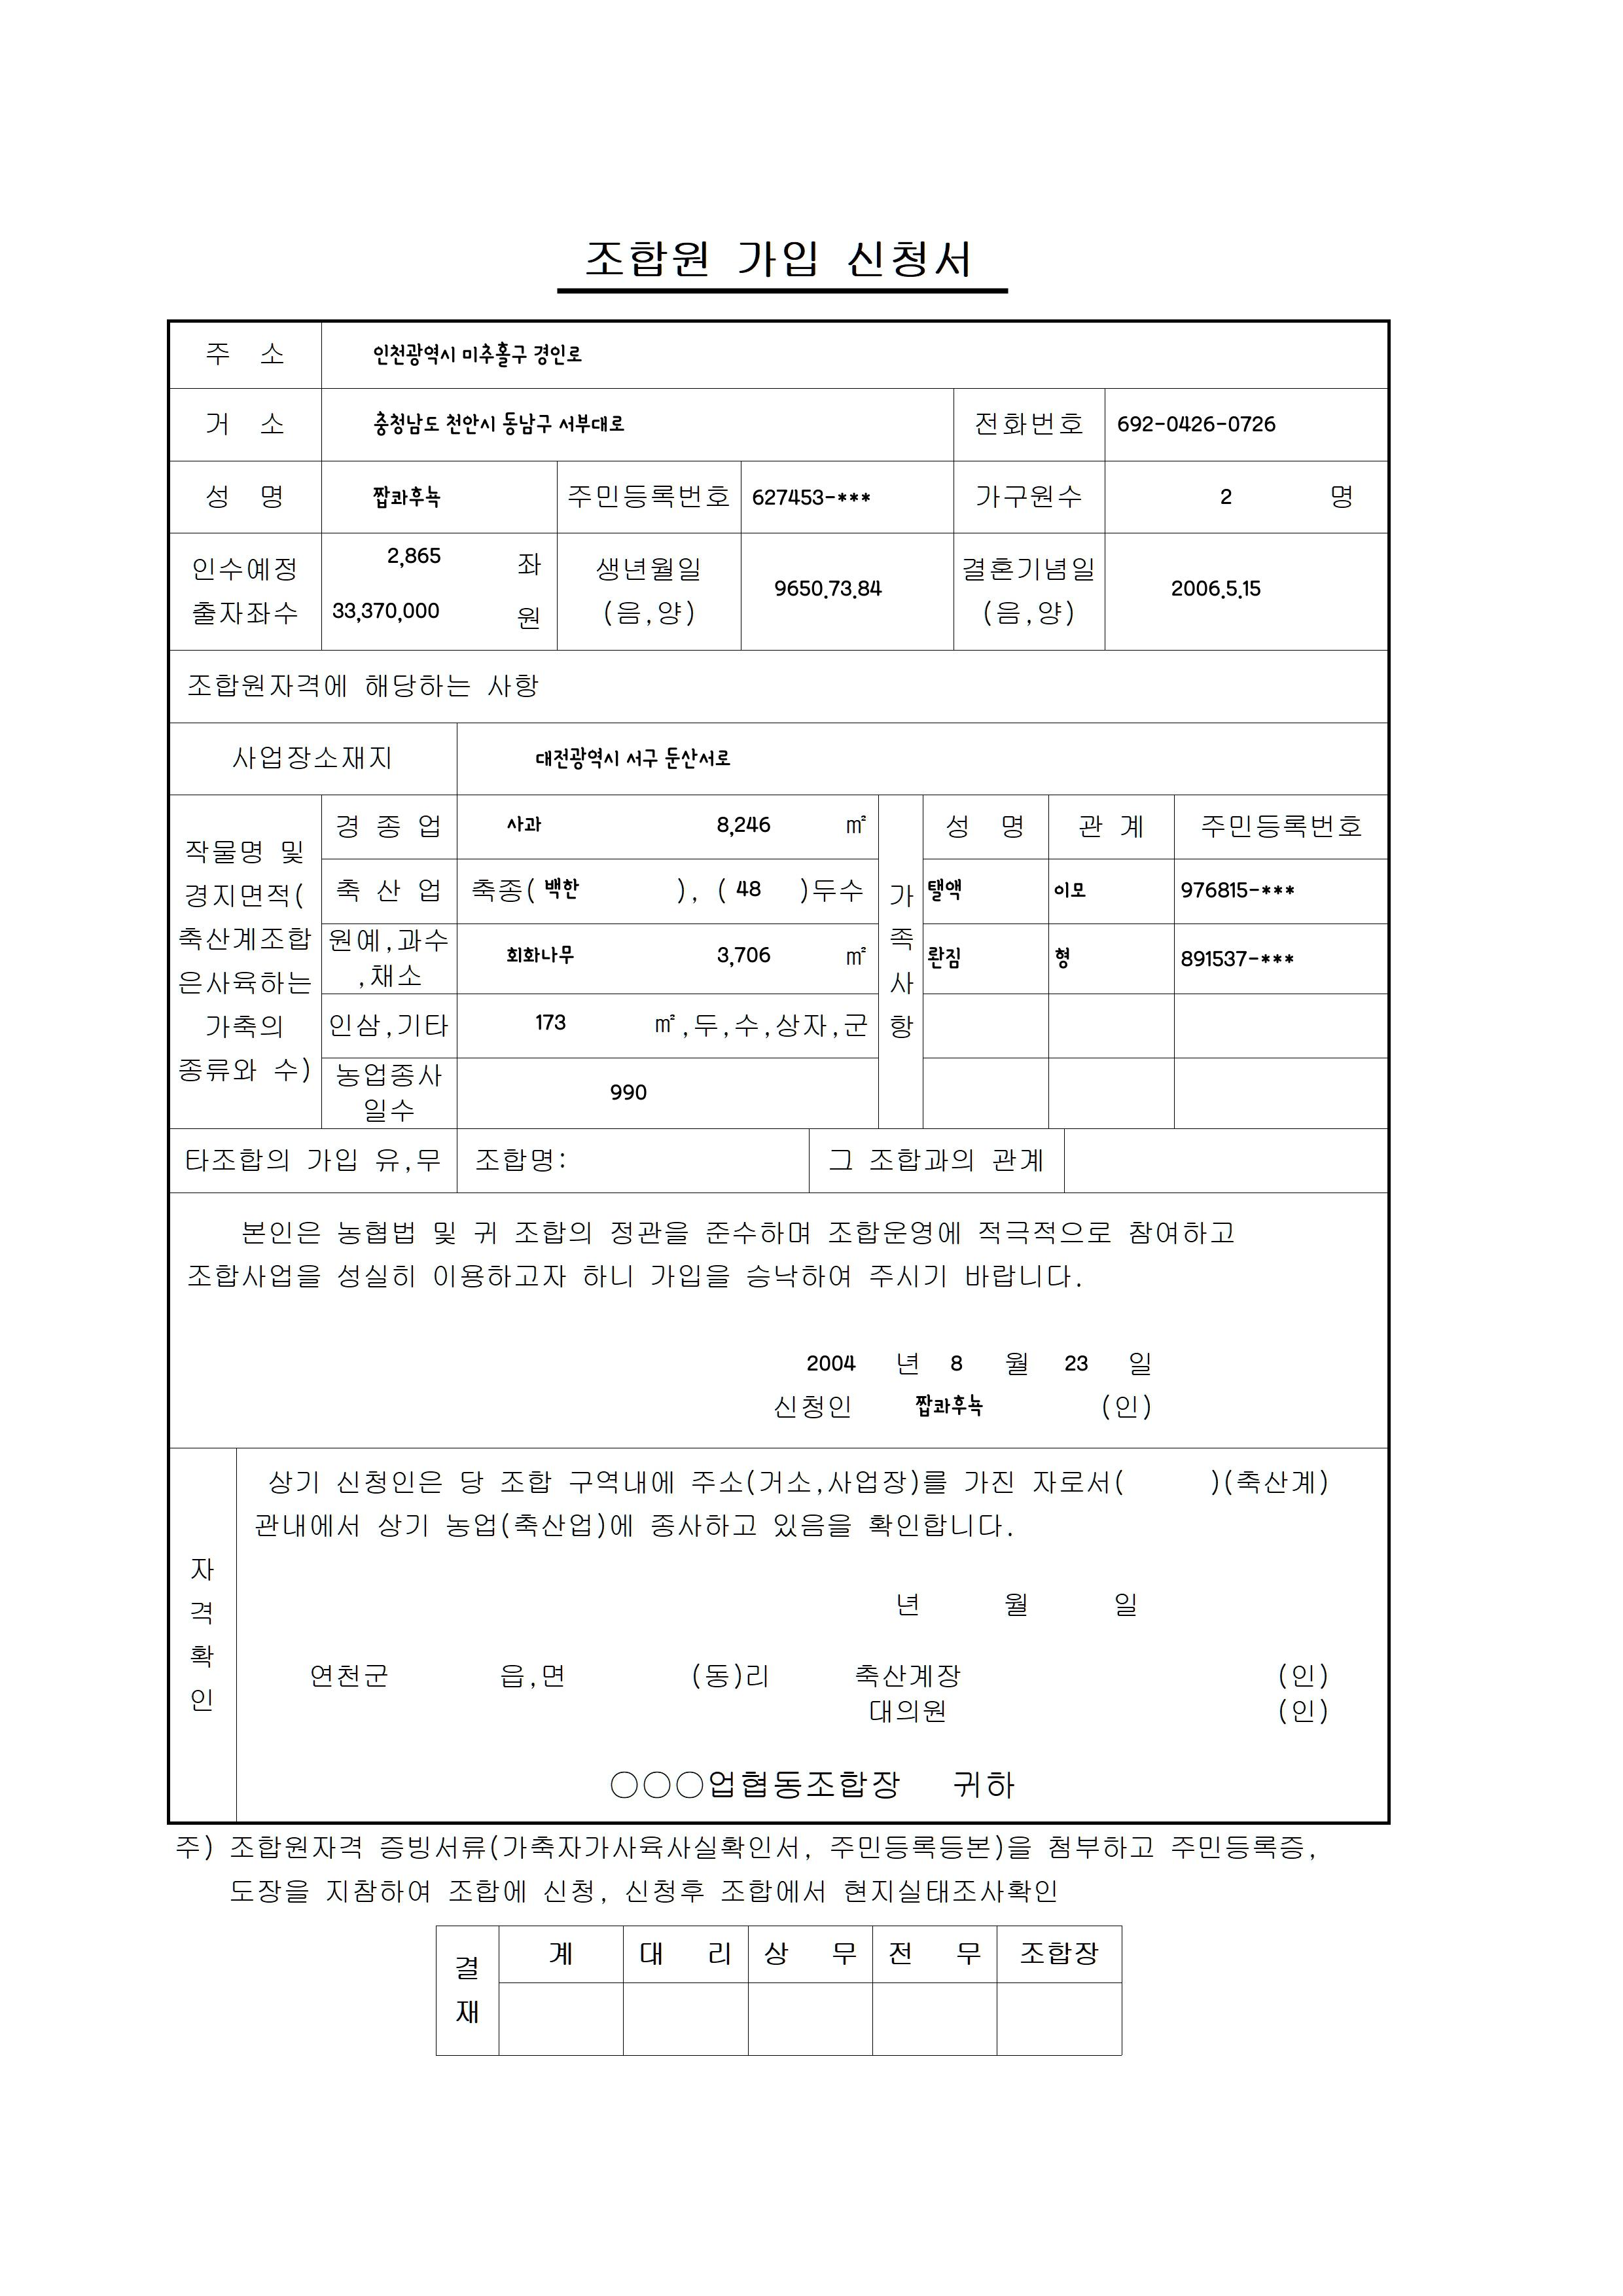 조합원 가입 신청서
주 소 인천광역시 미추홀구 경인로
거 소 충청남도 천안시 동남구 서부대로 전화번호 692-0426-0726
성 명 짭콰후눅 주민등록번호 627453-*** 가구원수 2 명
인수예정 2,865 좌 생년월일 9650.73.84 결혼기념일 2006.5.15
출자좌수 33,370,000 원 (음,양) (음,양)
조합원자격에 해당하는 사항
사업장소재지 대전광역시 서구 둔산서로
작물명 및
경지면적(
축산계조합
은사육하는
가축의
종류와 수)
경 종 업 사과 8,246 ㎡
축 산 업 축종( 백한 ), ( 48 )두수
원예,과수
,채소 회화나무 3,706 ㎡
인삼,기타 173 ㎡,두,수,상자,군
농업종사
일수 990
가
족
사
항
성 명 관 계 주민등록번호
탤액 이모 976815-***
형 891537-***
타조합의 가입 유,무 조합명: 그 조합과의 관계
본인은 농협법 및 귀 조합의 정관을 준수하며 조합운영에 적극적으로 참여하고
조합사업을 성실히 이용하고자 하니 가입을 승낙하여 주시기 바랍니다.
2004 년 8 월 23 일
신청인 짭콰후눅 (인)
자
격
확
인
상기 신청인은 당 조합 구역내에 주소(거소,사업장)를 가진 자로서( )(축산계)
관내에서 상기 농업(축산업)에 종사하고 있음을 확인합니다.
년 월 일
연천군 읍,면 (동)리 축산계장 (인)
대의원 (인)
○○○업협동조합장 귀하
주) 조합원자격 증빙서류(가축자가사육사실확인서, 주민등록등본)을 첨부하고 주민등록증,
도장을 지참하여 조합에 신청, 신청후 조합에서 현지실태조사확인
결
재
계 대 리 상 무 전 무 조합장